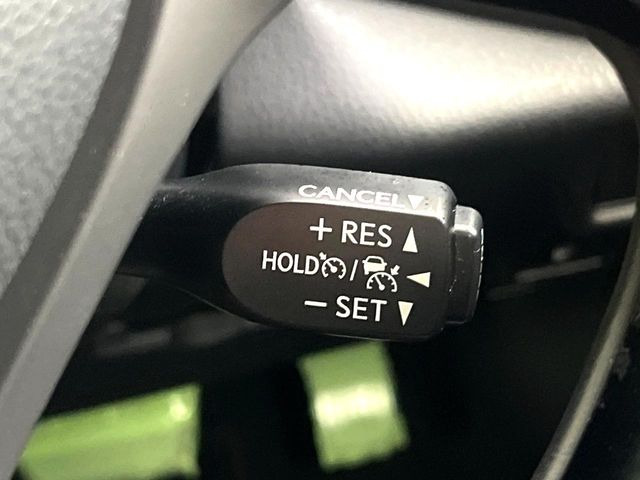 CANCEL▼
+ RES ▲
HOLD / ◀
− SET ▼